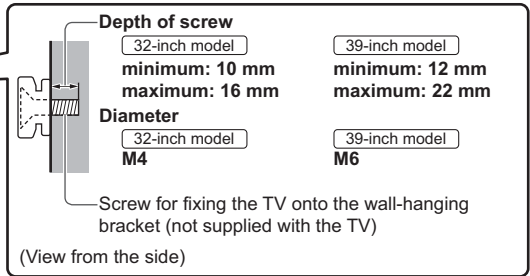 Depth of screw
32-inch model 39-inch model
minimum: 10 mm minimum: 12 mm
maximum: 16 mm maximum: 22 mm
Diameter
32-inch model 39-inch model
M4 M6
Screw for fixing the TV onto the wall-hanging
bracket (not supplied with the TV)
(View from the side)